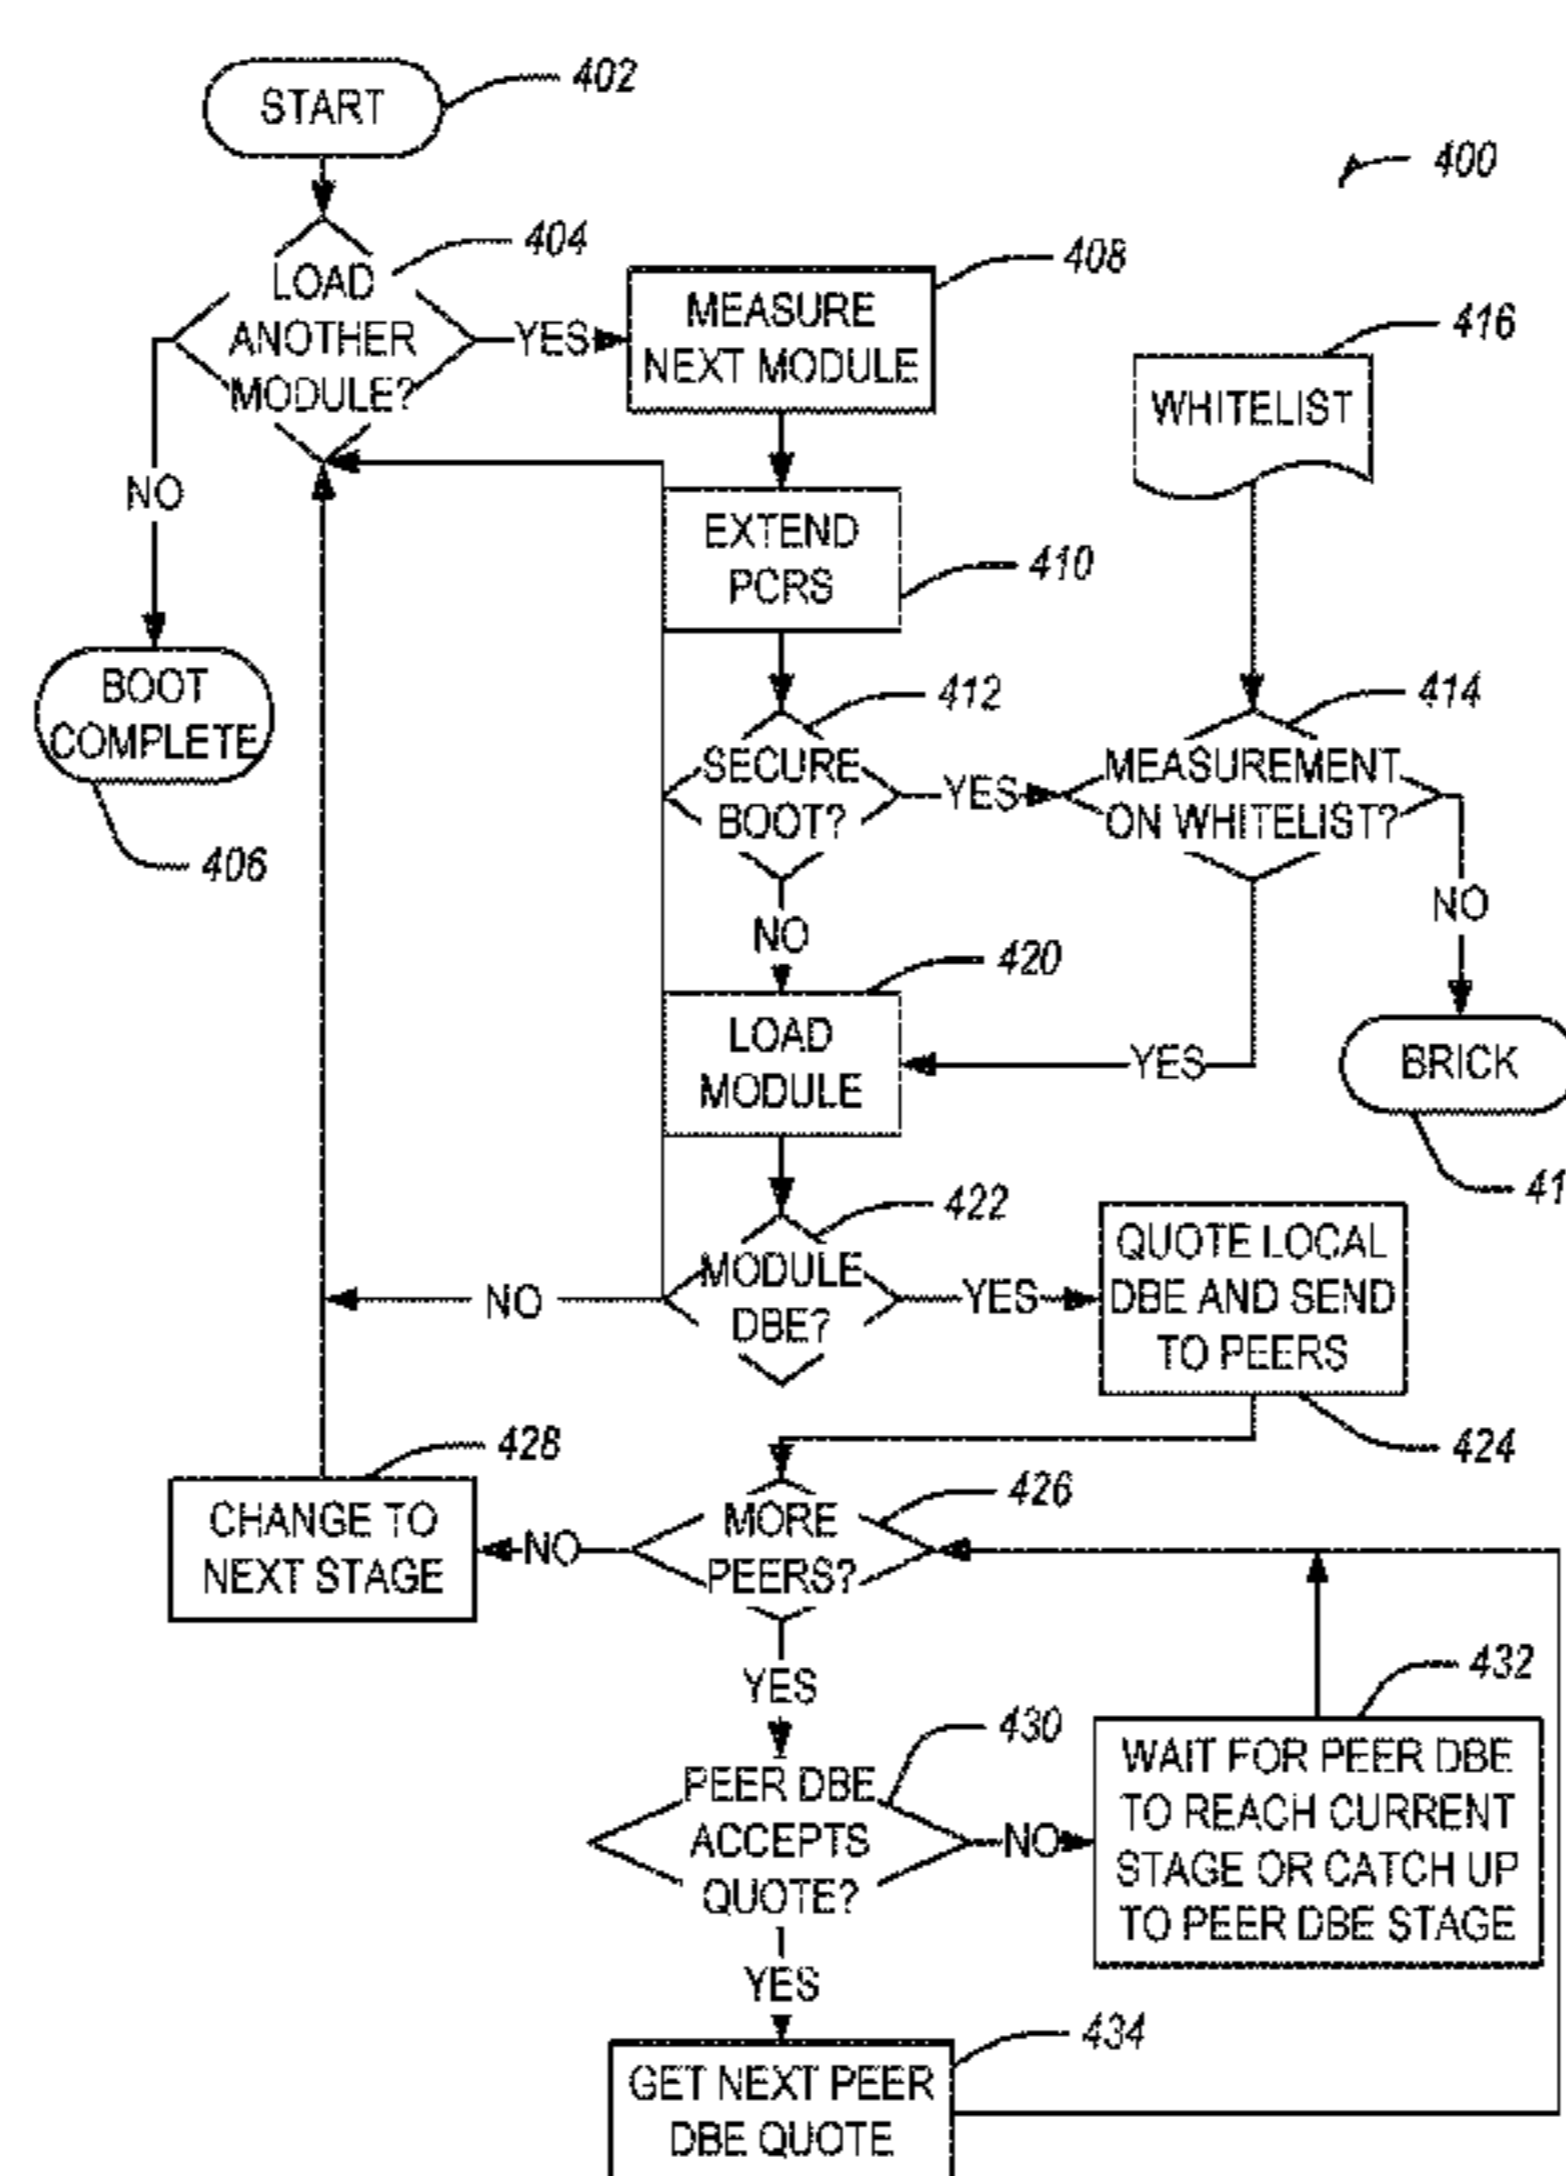 START
402
400
LOAD
ANOTHER
MODULE?
404
YES
MEASURE
NEXT MODULE
408
WHITELIST
416
NO
EXTEND
PCRS
410
BOOT
COMPLETE
406
SECURE
BOOT?
412
YES
MEASUREMENT
ON WHITELIST?
414
NO
NO
LOAD
MODULE
420
YES
BRICK
41
MODULE
DBE?
422
NO
YES
QUOTE LOCAL
DBE AND SEND
TO PEERS
424
CHANGE TO
NEXT STAGE
428
NO
MORE
PEERS?
426
YES
PEER DBE
ACCEPTS
QUOTE?
430
NO
WAIT FOR PEER DBE
TO REACH CURRENT
STAGE OR CATCH UP
TO PEER DBE STAGE
432
YES
GET NEXT PEER
DBE QUOTE
434